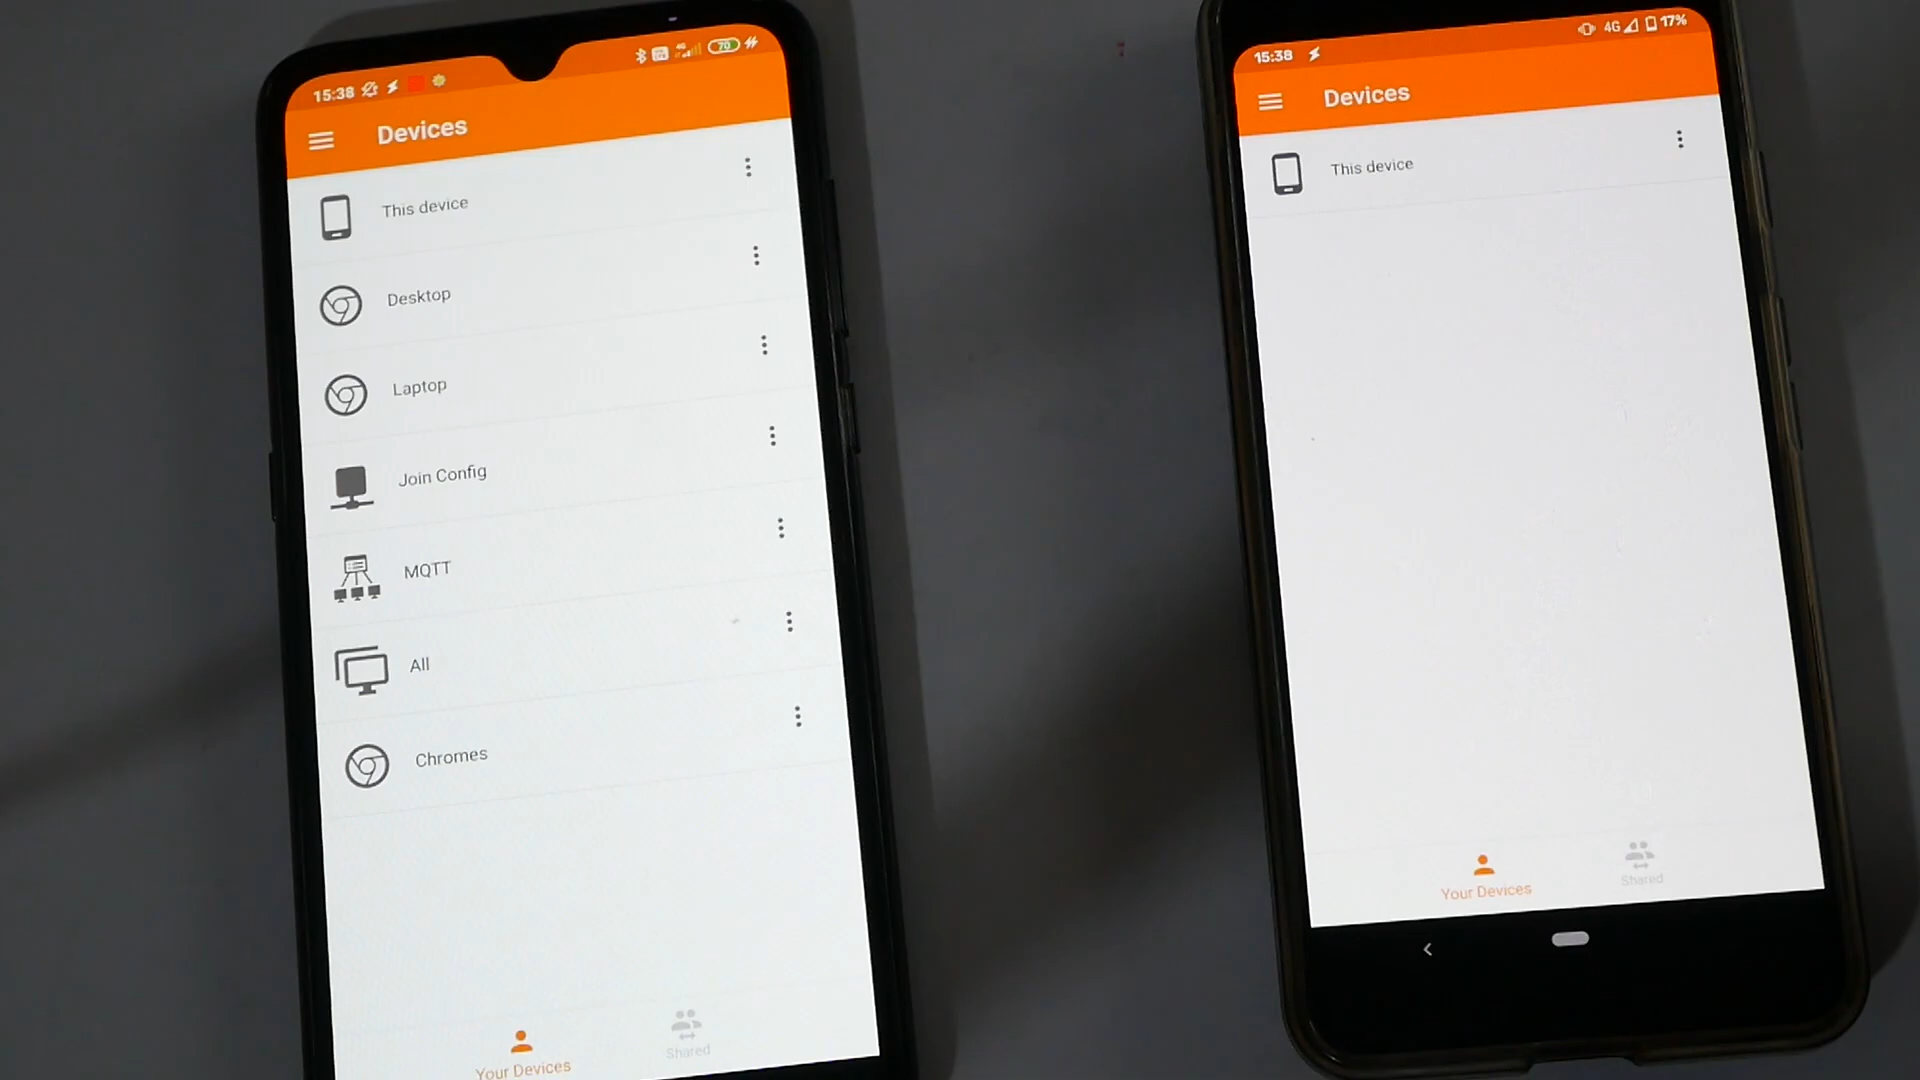 15:38
70
Devices
This device
Desktop
Laptop
Join Config
MQTT
All
Chromes
Your Devices
Shared
15:38
4G
17%
Devices
This device
Your Devices
Shared